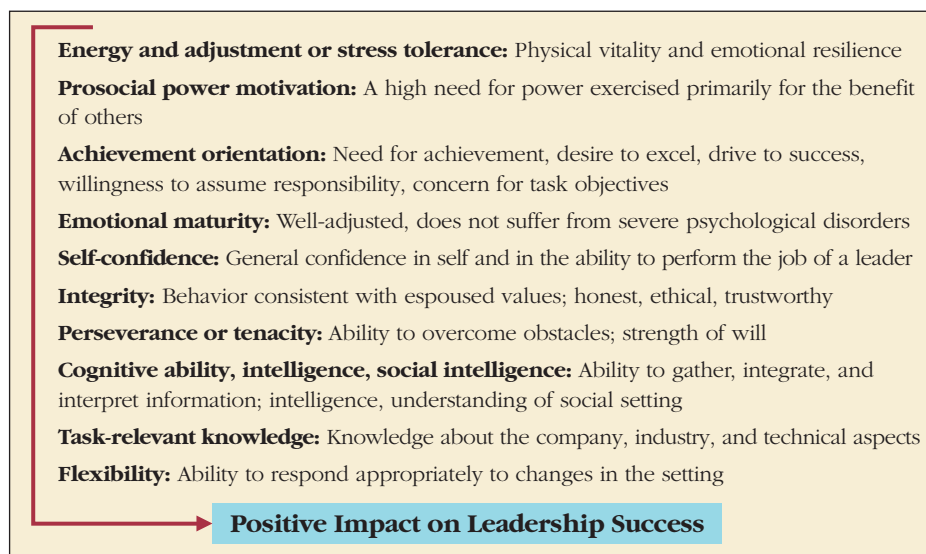 Energy and adjustment or stress tolerance: Physical vitality and emotional resilience
Prosocial power motivation: A high need for power exercised primarily for the benefit
of others
Achievement orientation: Need for achievement, desire to excel, drive to success,
willingness to assume responsibility, concern for task objectives
Emotional maturity: Well-adjusted, does not suffer from severe psychological disorders
Self-confidence: General confidence in self and in the ability to perform the job of a leader
Integrity: Behavior consistent with espoused values; honest, ethical, trustworthy
Perseverance or tenacity: Ability to overcome obstacles; strength of will
Cognitive ability, intelligence, social intelligence: Ability to gather, integrate, and
interpret information; intelligence, understanding of social setting
Task-relevant knowledge: Knowledge about the company, industry, and technical aspects
Flexibility: Ability to respond appropriately to changes in the setting
Positive Impact on Leadership Success